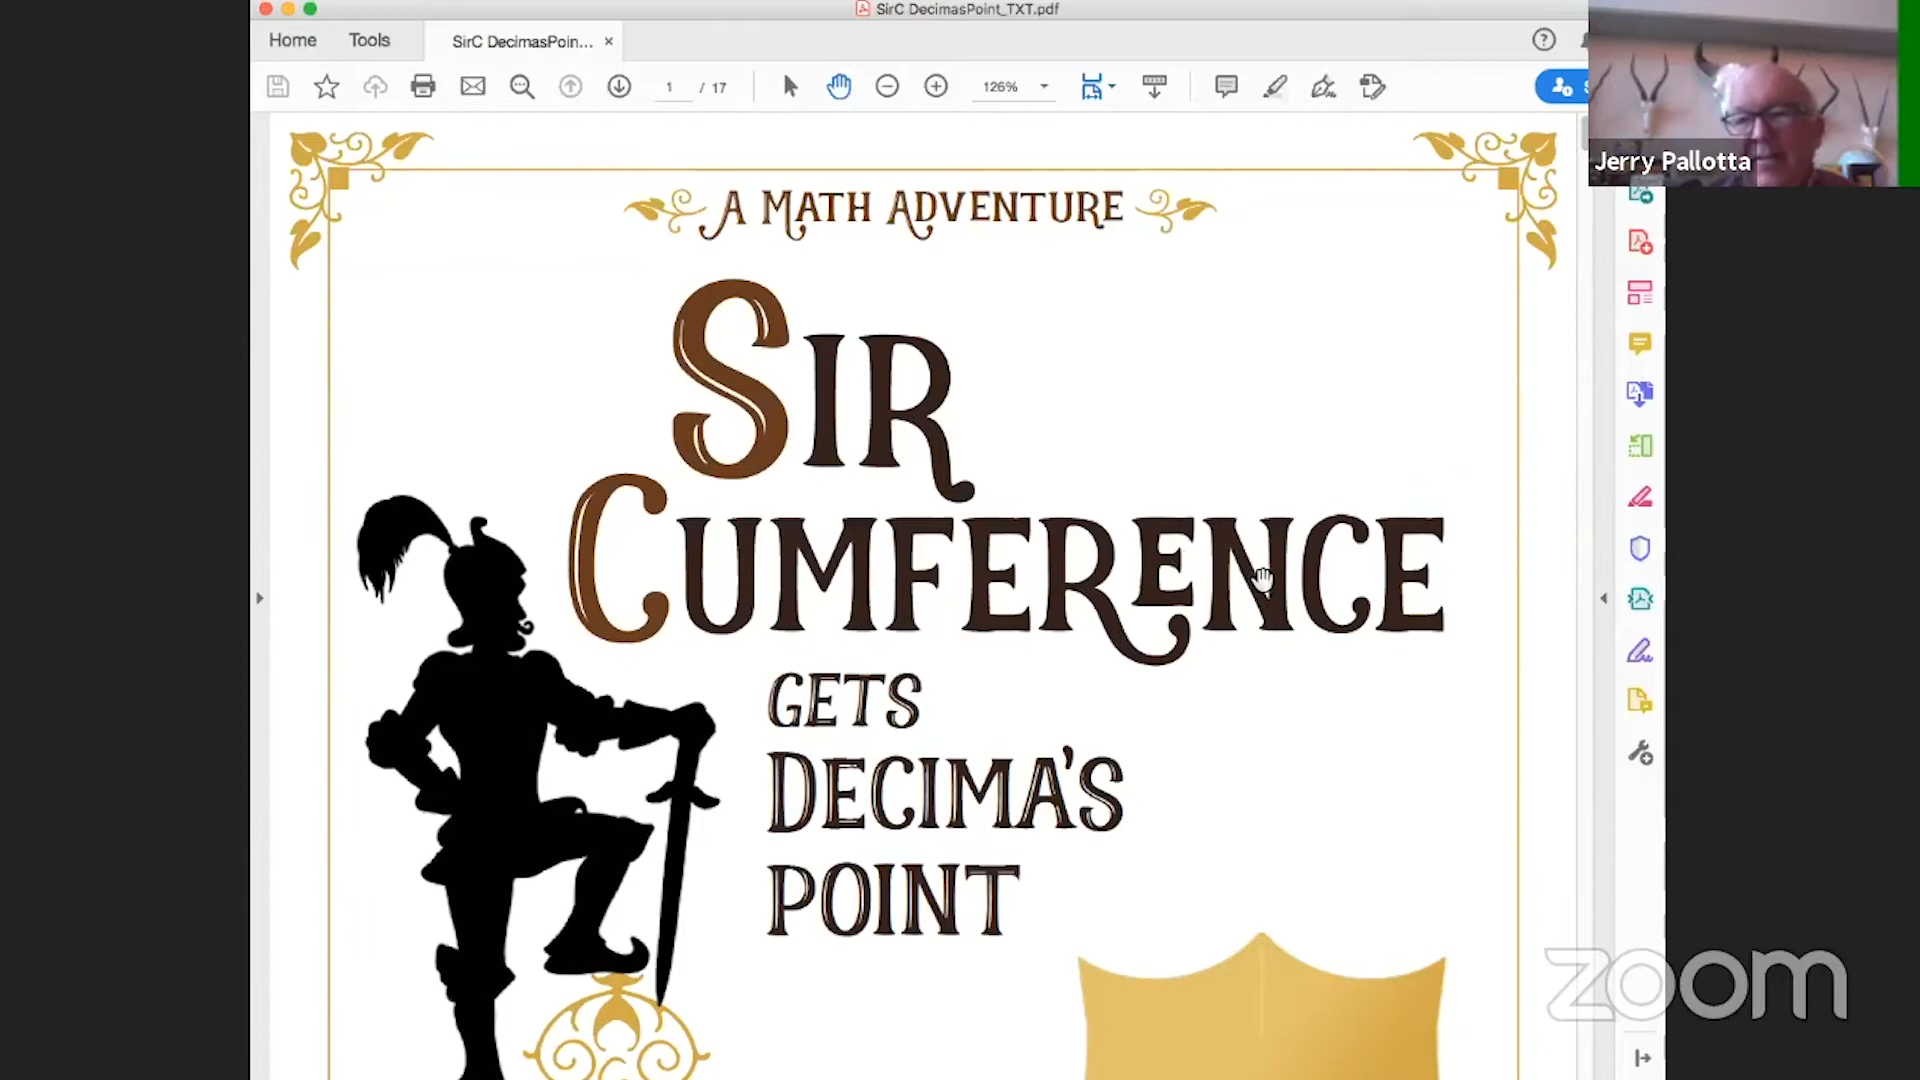 SirC DecimasPoint_TXT.pdf
Home
Tools
SirC DecimasPoin...
1 / 17
126%
Jerry Pallotta
A MATH ADVENTURE
SIR
CUMFERENCE
GETS
DECIMA'S
POINT
zoom